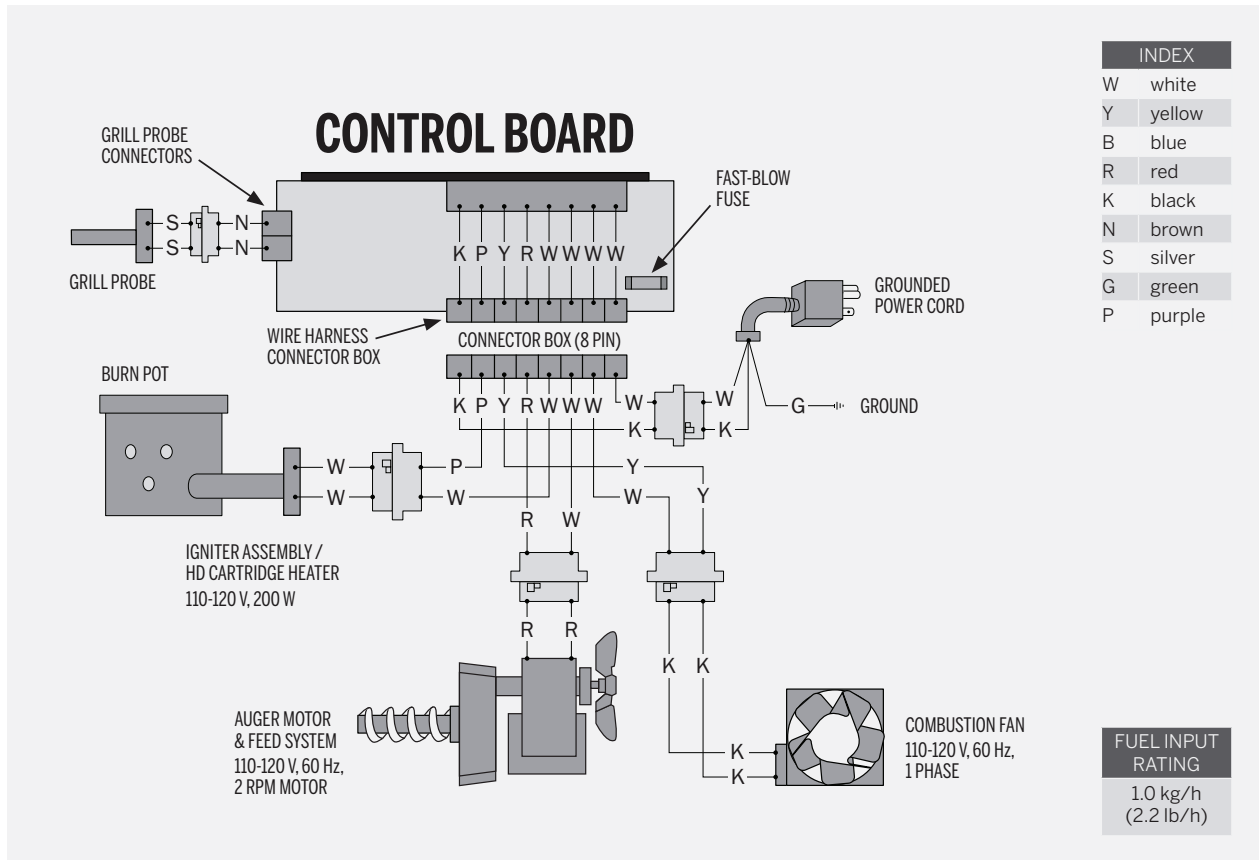 CONTROL BOARD
GRILL PROBE
CONNECTORS
FAST-BLOW
FUSE
S N
S N
K P Y R W W W W
GRILL PROBE
WIRE HARNESS
CONNECTOR BOX
CONNECTOR BOX (8 PIN)
GROUNDED
POWER CORD
BURN POT
K P Y R W W W W W
G GROUND
K K
W P Y
W W W Y
R W
IGNITER ASSEMBLY /
HD CARTRIDGE HEATER
110-120 V, 200 W
R R
K K
AUGER MOTOR
& FEED SYSTEM
110-120 V, 60 Hz,
2 RPM MOTOR
K
K
COMBUSTION FAN
110-120 V, 60 Hz,
1 PHASE
INDEX
W white
Y yellow
B blue
R red
K black
N brown
S silver
G green
P purple
FUEL INPUT
RATING
1.0 kg/h
(2.2 lb/h)